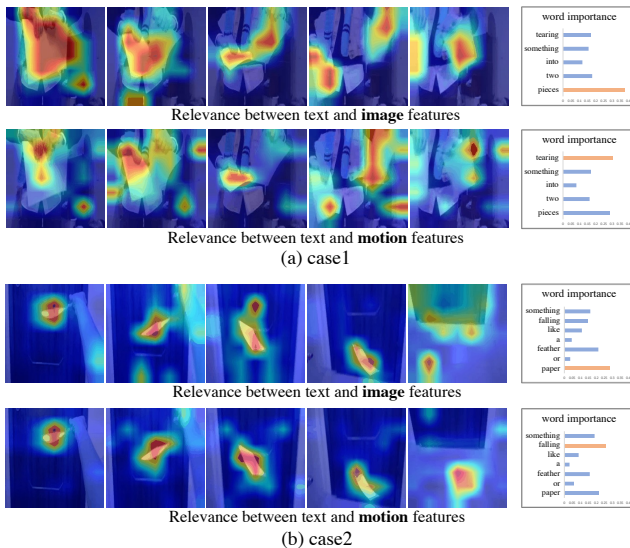 word importance
tearing
something
into
two
pieces
Relevance between text and image features
word importance
tearing
something
into
two
pieces
Relevance between text and motion features
(a) case1
word importance
something
falling
like
a
feather
or
paper
Relevance between text and image features
word importance
something
falling
like
a
feather
or
paper
Relevance between text and motion features
(b) case2